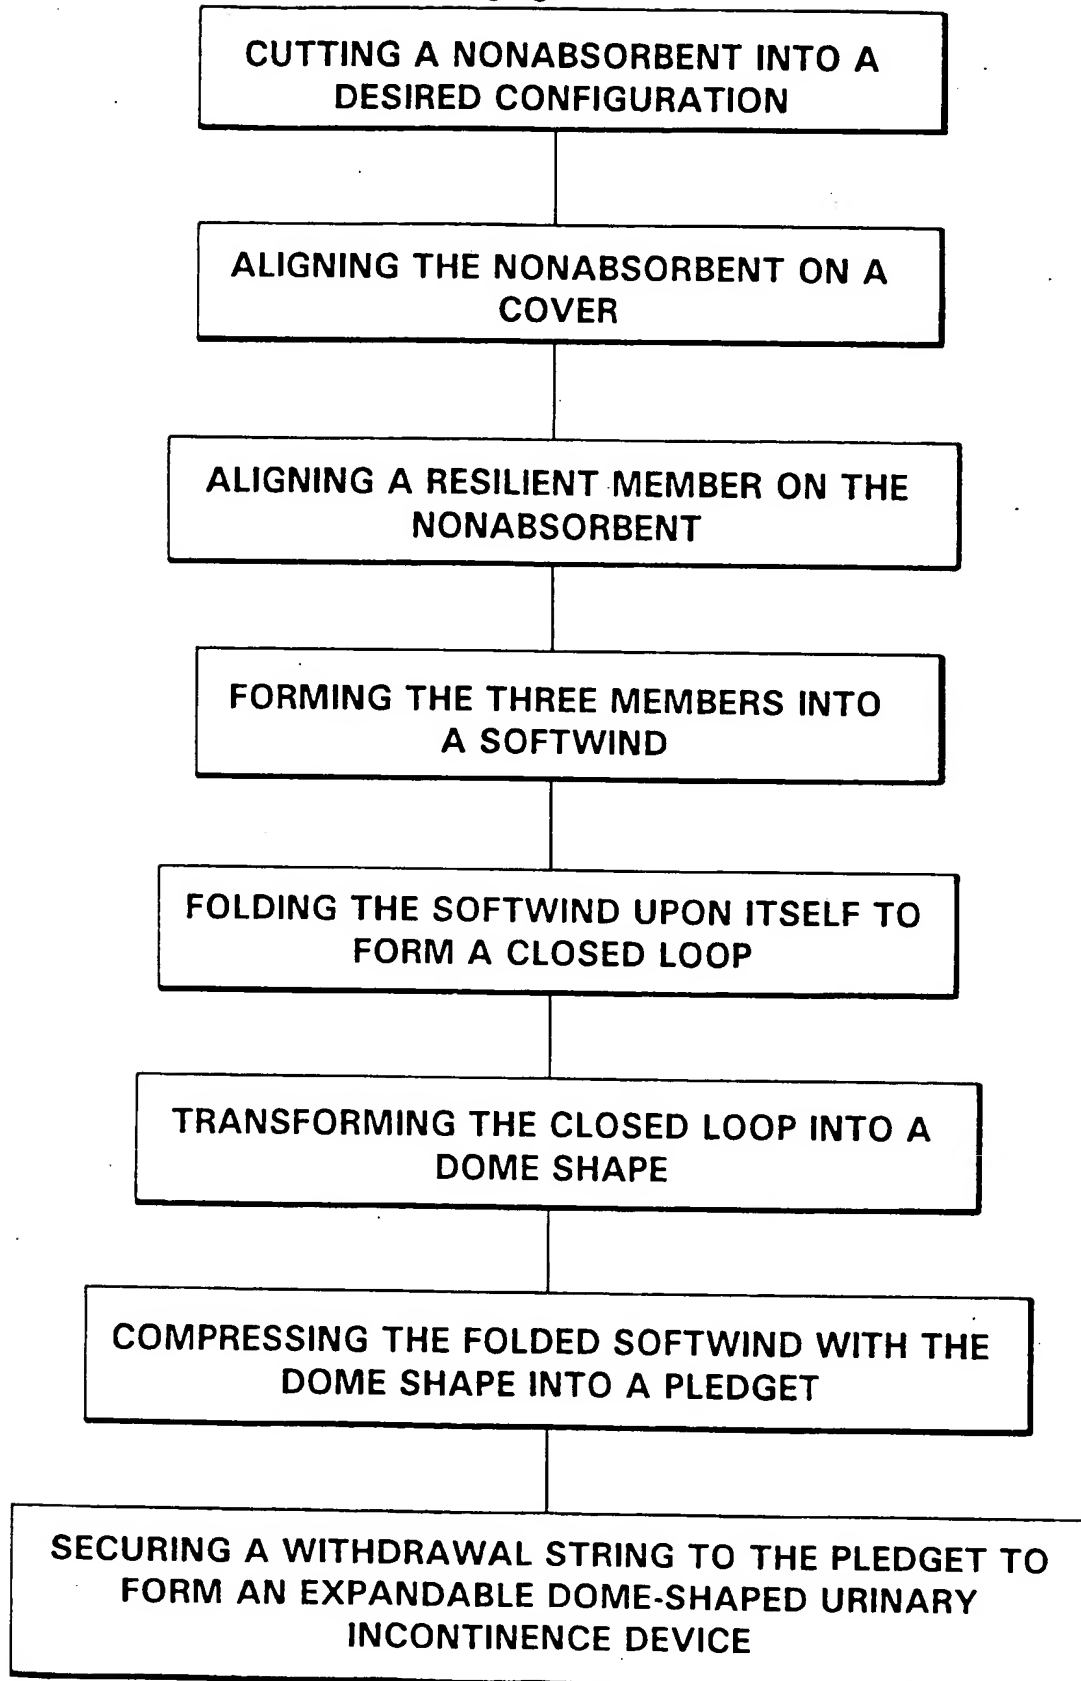 CUTTING A NONABSORBENT INTO A
DESIRED CONFIGURATION
ALIGNING THE NONABSORBENT ON A
COVER
ALIGNING A RESILIENT MEMBER ON THE
NONABSORBENT
FORMING THE THREE MEMBERS INTO
A SOFTWIND
FOLDING THE SOFTWIND UPON ITSELF TO
FORM A CLOSED LOOP
TRANSFORMING THE CLOSED LOOP INTO A
DOME SHAPE
COMPRESSING THE FOLDED SOFTWIND WITH THE
DOME SHAPE INTO A PLEDGET
SECURING A WITHDRAWAL STRING TO THE PLEDGET TO
FORM AN EXPANDABLE DOME-SHAPED URINARY
INCONTINENCE DEVICE